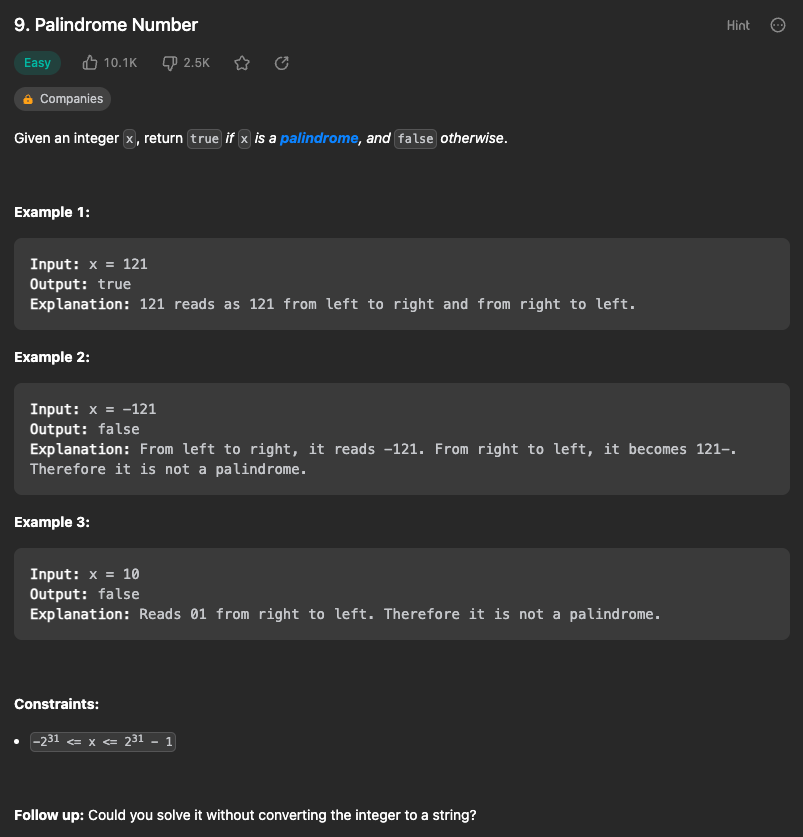 9. Palindrome Number
Hint
Easy
10.1K
2.5K
Companies
Given an integer x, return true if x is a palindrome, and false otherwise.
Example 1:
Input: x = 121
Output: true
Explanation: 121 reads as 121 from left to right and from right to left.
Example 2:
Input: x = -121
Output: false
Explanation: From left to right, it reads -121. From right to left, it becomes 121-.
Therefore it is not a palindrome.
Example 3:
Input: x = 10
Output: false
Explanation: Reads 01 from right to left. Therefore it is not a palindrome.
Constraints:
• -2³¹ <= x <= 2³¹ - 1
Follow up: Could you solve it without converting the integer to a string?